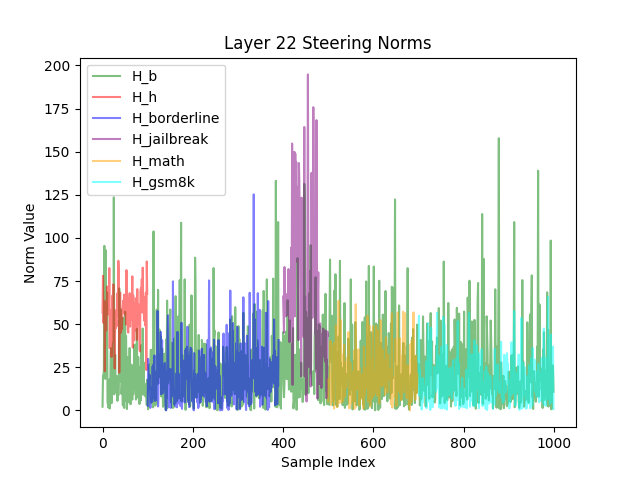 Layer 22 Steering Norms
200
175
150
125
100
75
50
25
0
Norm Value
H_b
H_h
H_borderline
H_jailbreak
H_math
H_gsm8k
0 200 400 600 800 1000
Sample Index